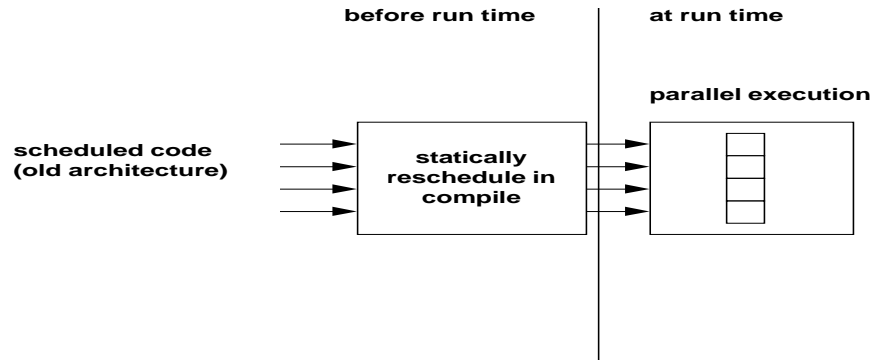 before run time
at run time
parallel execution
scheduled code
(old architecture)
statically
reschedule in
compile